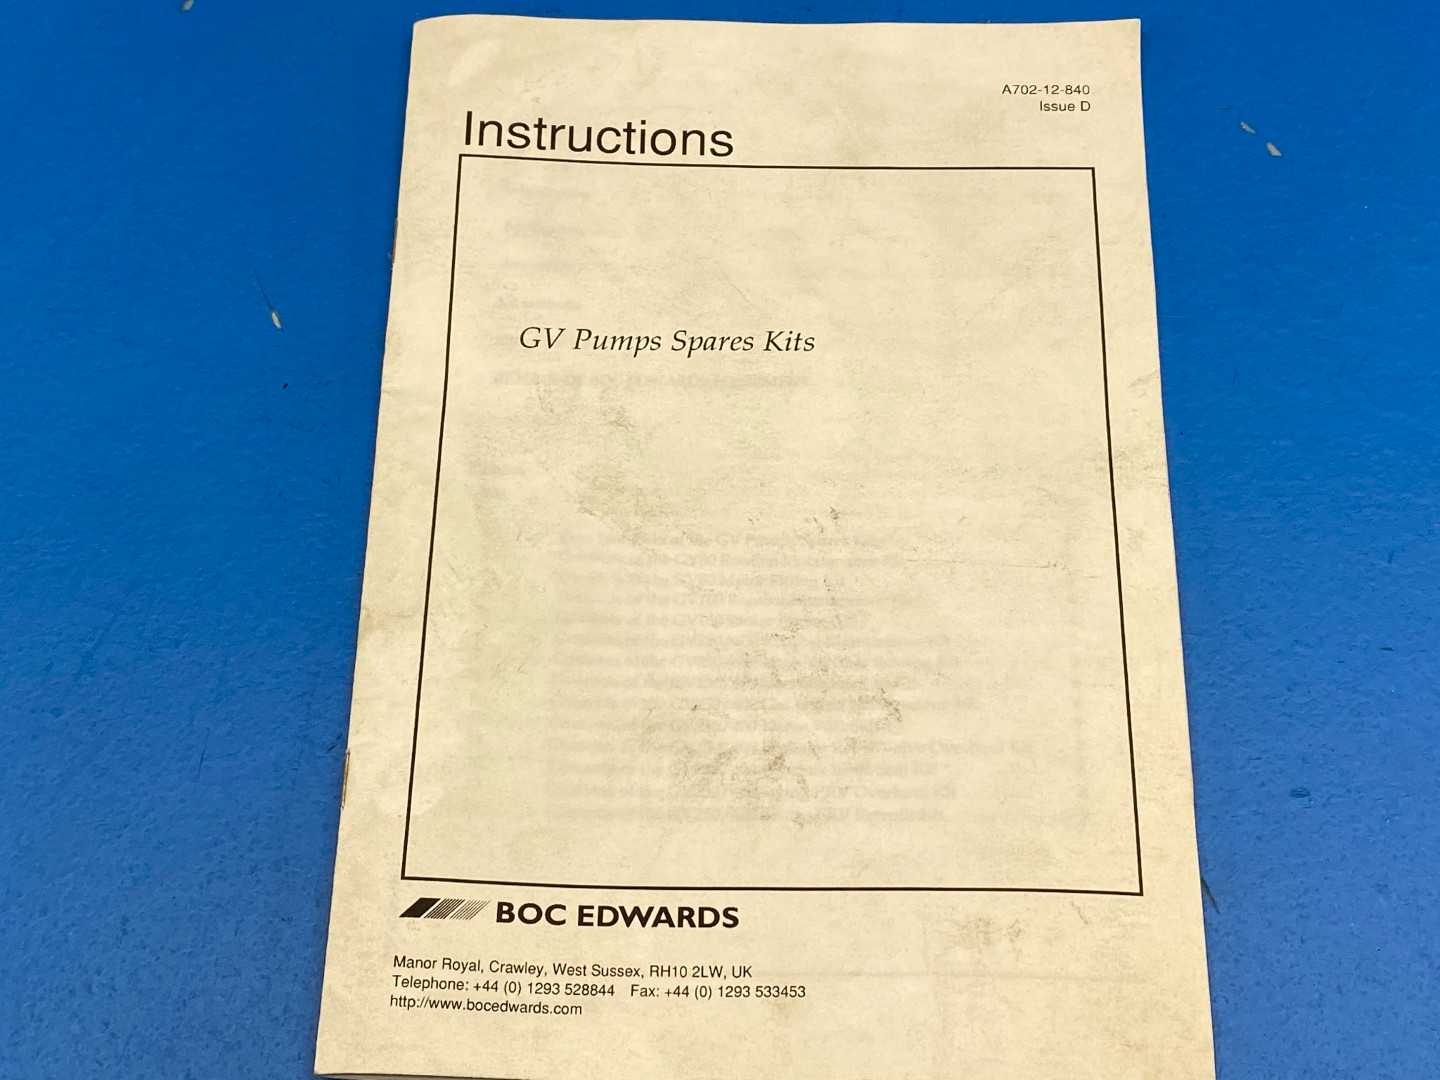 A702-12-840
Issue D
Instructions
GV Pumps Spares Kits
BOC EDWARDS
Manor Royal, Crawley, West Sussex, RH10 2LW, UK
Telephone: +44 (0) 1293 528844 Fax: +44 (0) 1293 533453
http://www.bocedwards.com